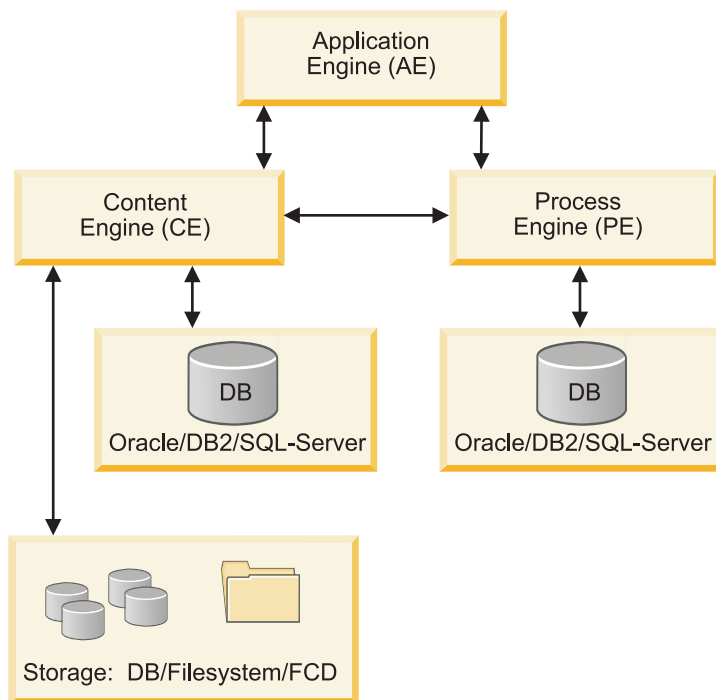 Application
Engine (AE)
Content
Engine (CE)
Process
Engine (PE)
DB
Oracle/DB2/SQL-Server
DB
Oracle/DB2/SQL-Server
Storage: DB/Filesystem/FCD